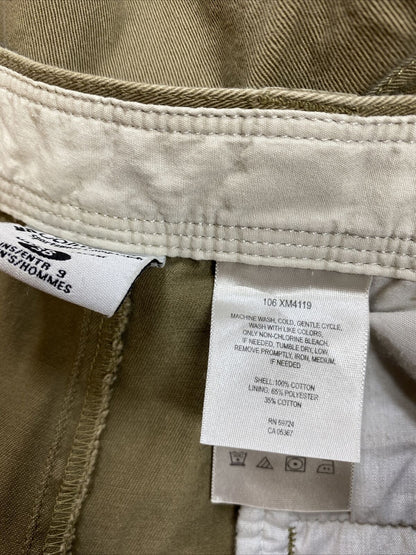 106 XM4119
MACHINE WASH, COLD, GENTLE CYCLE,
WASH WITH LIKE COLORS,
ONLY NON-CHLORINE BLEACH,
IF NEEDED, TUMBLE DRY, LOW,
REMOVE PROMPTLY, IRON, MEDIUM,
IF NEEDED
SHELL: 100% COTTON
LINING: 65% POLYESTER
35% COTTON
RN 69724
CA 05367
9
N'S/HOMMES